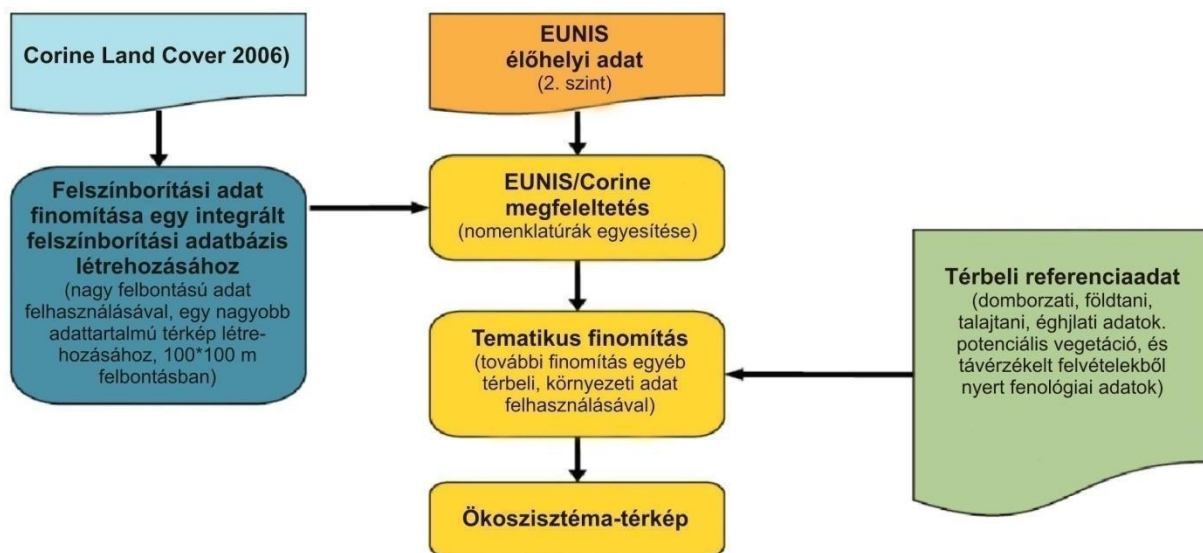 Corine Land Cover 2006)
EUNIS
élőhelyi adat
(2. szint)
Felszínborítási adat
finomítása egy integrált
felszínborítási adatbázis
létrehozásához
(nagy felbontású adat
felhasználásával, egy nagyobb
adattartalmú térkép létre-
hozásához, 100*100 m
felbontásban)
EUNIS/Corine
megfeleltetés
(nomenklatúrák egyesítése)
Tematikus finomítás
(további finomítás egyéb
térbeli, környezeti adat
felhasználásával)
Térbeli referenciaadat
(domborzati, földtani,
talajtani, éghjlati adatok.
potenciális vegetáció, és
távérzékelt felvételekből
nyert fenológiai adatok)
Ökoszisztéma-térkép